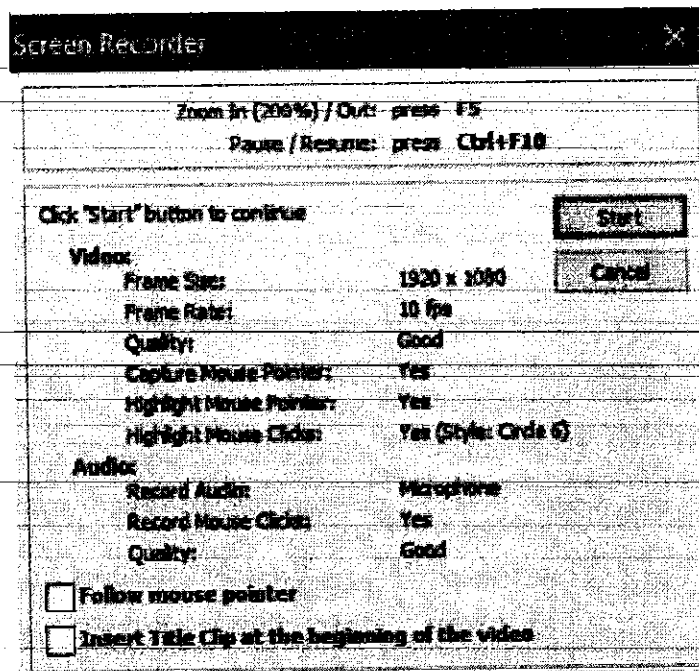 Screen Recorder
Zoom In (200%) / Out: press F5
Pause / Resume: press Ctrl+F10
Click "Start" button to continue
Start
Video:
Cancel
Frame Size: 1920 x 1080
Frame Rate: 10 fps
Quality: Good
Capture Mouse Pointer: Yes
Highlight Mouse Pointer: Yes
Highlight Mouse Clicks: Yes (Style: Circle 6)
Audio:
Record Audio: Microphone
Record Mouse Clicks: Yes
Quality: Good
Follow mouse pointer
Insert Title Clip at the beginning of the video